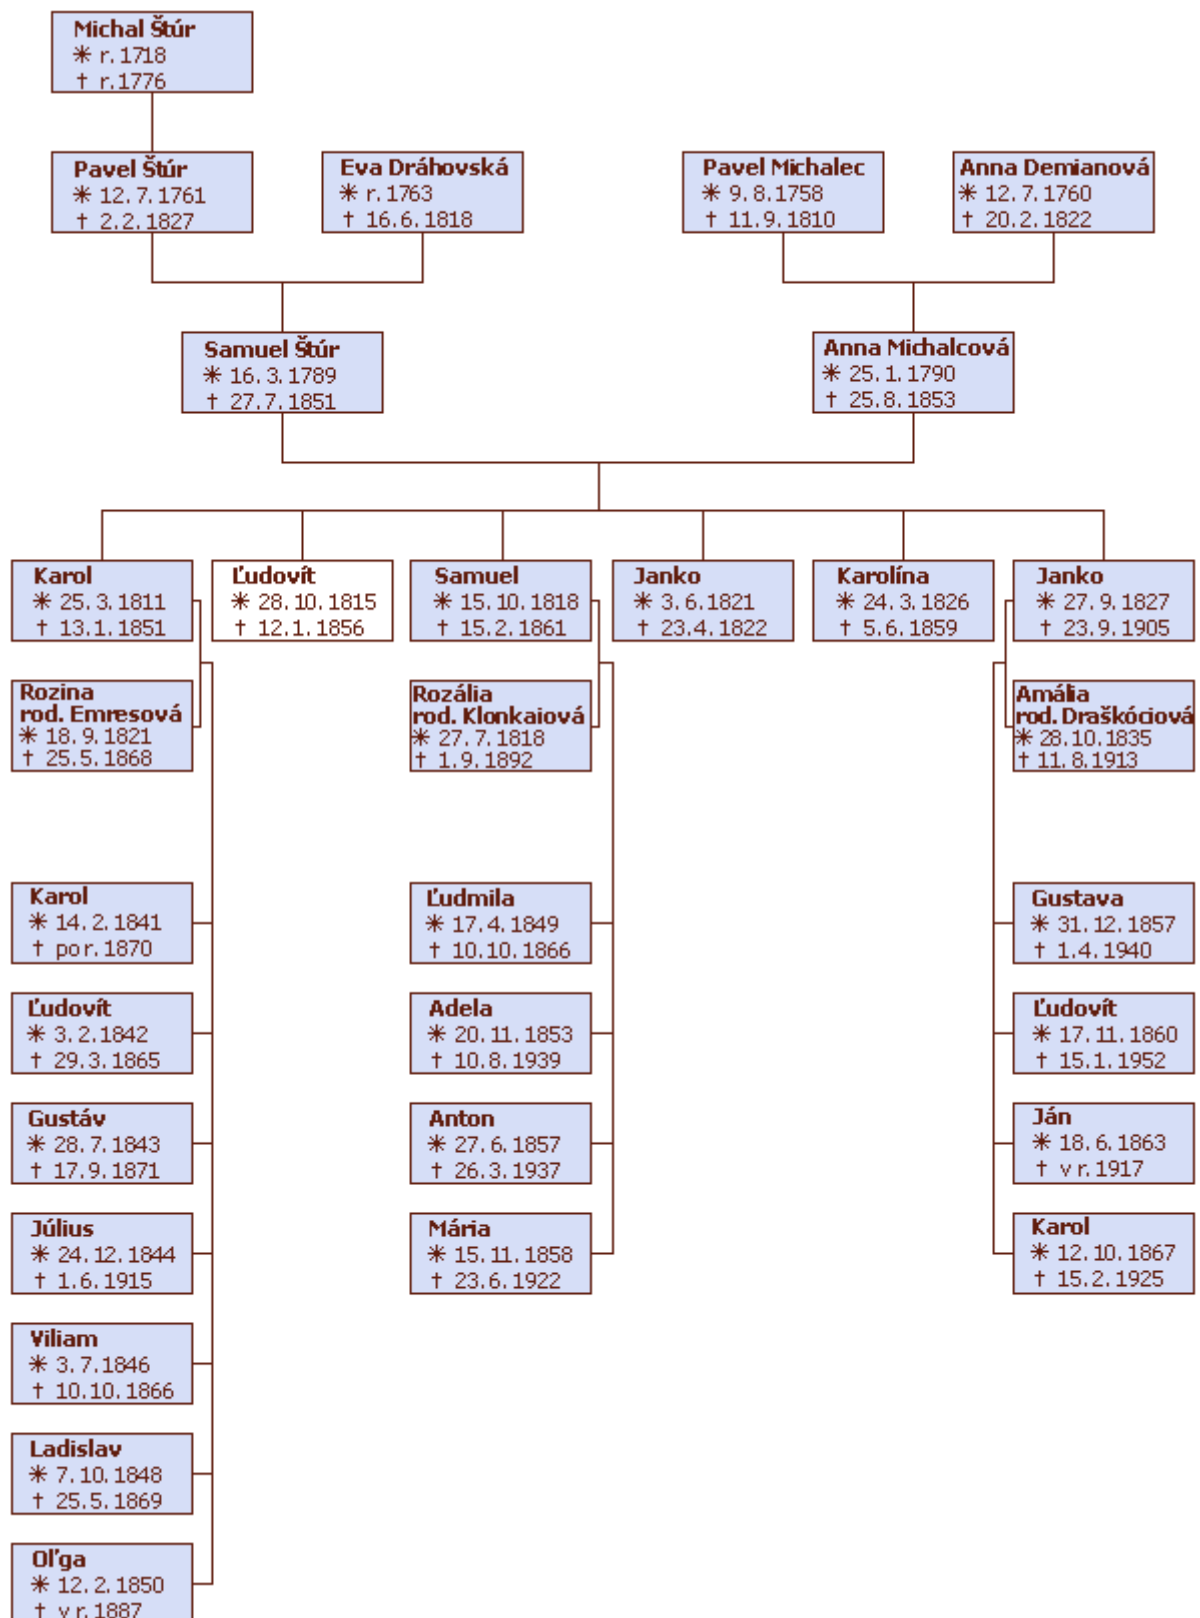 Michal Štúr
* r. 1718
† r.1776
Pavel Štúr
* 12. 7. 1761
† 2.2. 1827
Eva Dráhovská
* r. 1763
† 16.6. 1818
Pavel Michalec
* 9. 8. 1758
† 11. 9. 1810
Anna Demianová
* 12. 7. 1760
† 20.2. 1822
Samuel Štúr
* 16. 3. 1789
† 27.7. 1851
Anna Michalcová
* 25. 1. 1790
† 25.8. 1853
Karol
* 25. 3. 1811
† 13.1. 1851
Ľudovít
* 28. 10. 1815
† 12.1. 1856
Samuel
* 15. 10. 1818
† 15.2. 1861
Janko
* 3. 6. 1821
† 23.4. 1822
Karolína
* 24. 3. 1826
† 5.6. 1859
Janko
* 27. 9. 1827
† 23.9. 1905
Rozina
rod. Emresová
* 18. 9. 1821
† 25.5. 1868
Rozália
rod. Klonkaiová
* 27. 7. 1818
† 1. 9. 1892
Amália
rod. Draškóciová
* 28. 10. 1835
† 11. 8. 1913
Karol
* 14. 2. 1841
† po r. 1870
Ľudovít
* 3. 2. 1842
† 29.3. 1865
Gustáv
* 28. 7. 1843
† 17.9. 1871
Július
* 24. 12. 1844
† 1.6. 1915
Viliam
* 3. 7. 1846
† 10.10. 1866
Ladislav
* 7. 10. 1848
† 25.5. 1869
Oľga
* 12. 2. 1850
† v r. 1887
Ľudmila
* 17. 4. 1849
† 10.10. 1866
Adela
* 20. 11. 1853
† 10.8. 1939
Anton
* 27. 6. 1857
† 26.3. 1937
Mária
* 15. 11. 1858
† 23.6. 1922
Gustava
* 31. 12. 1857
† 1.4. 1940
Ľudovít
* 17. 11. 1860
† 15.1. 1952
Ján
* 18. 6. 1863
† v r. 1917
Karol
* 12. 10. 1867
† 15.2. 1925